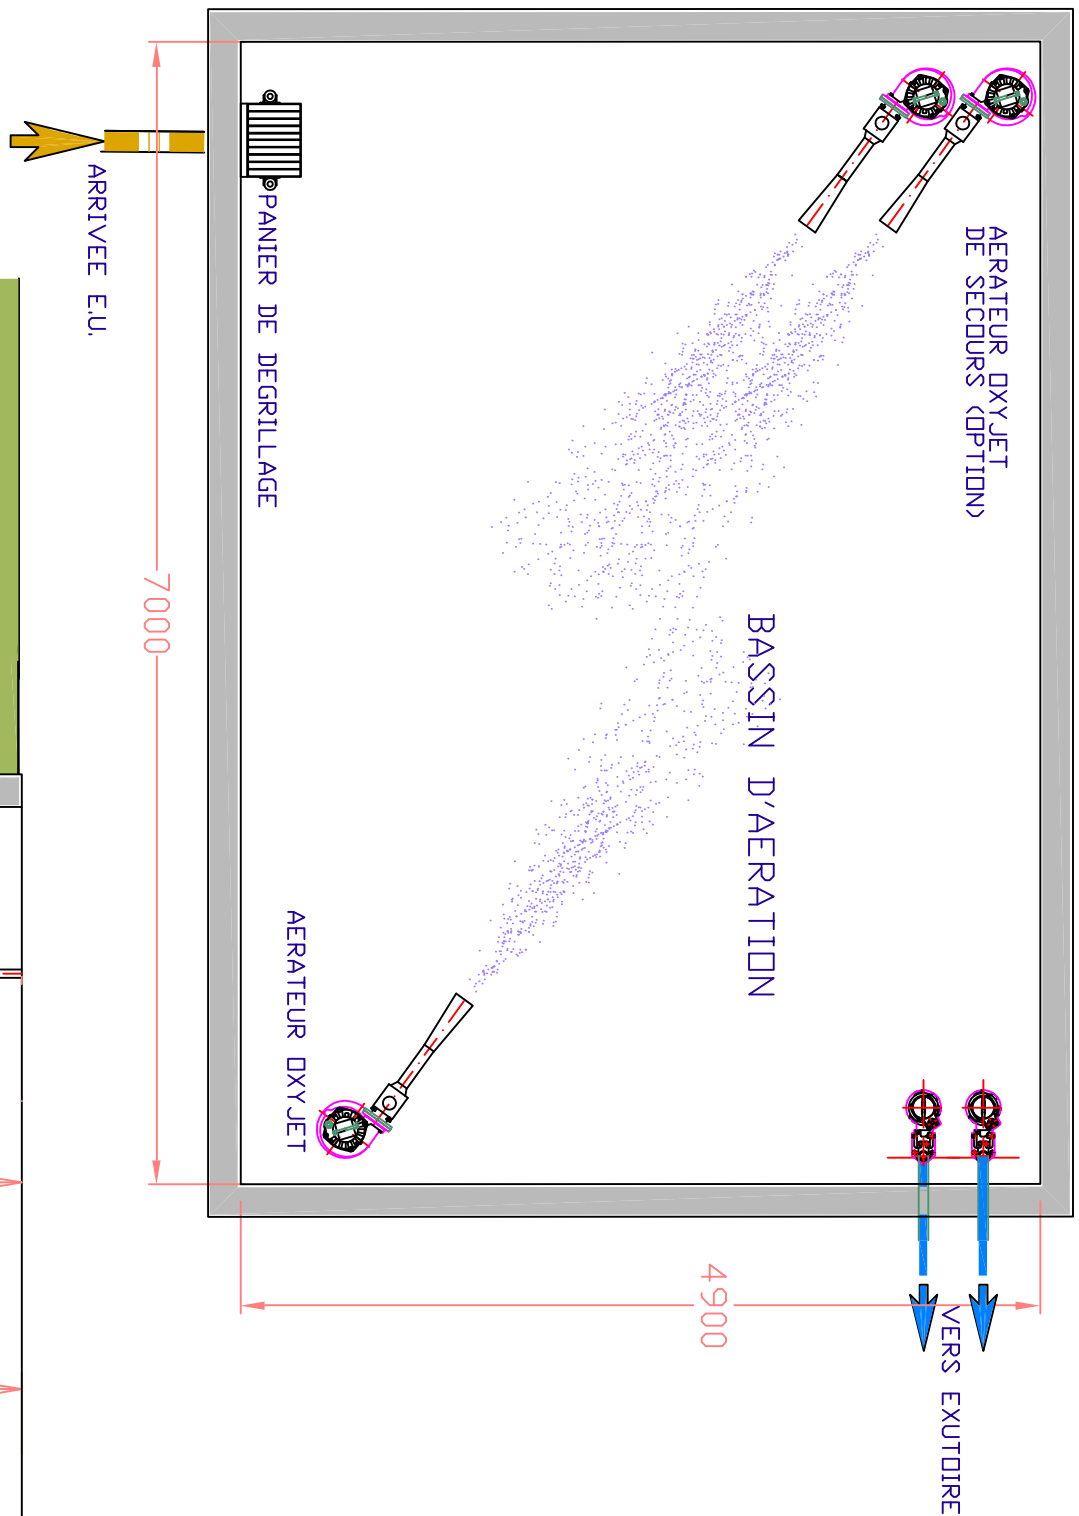 AERATEUR OXYJET
DE SECOURS (OPTION)
VERS EXUTOIRE
BASSIN D'AERATION
4900
AERATEUR OXYJET
PANIER DE DEGRILLAGE
7000
ARRIVEE E.U.